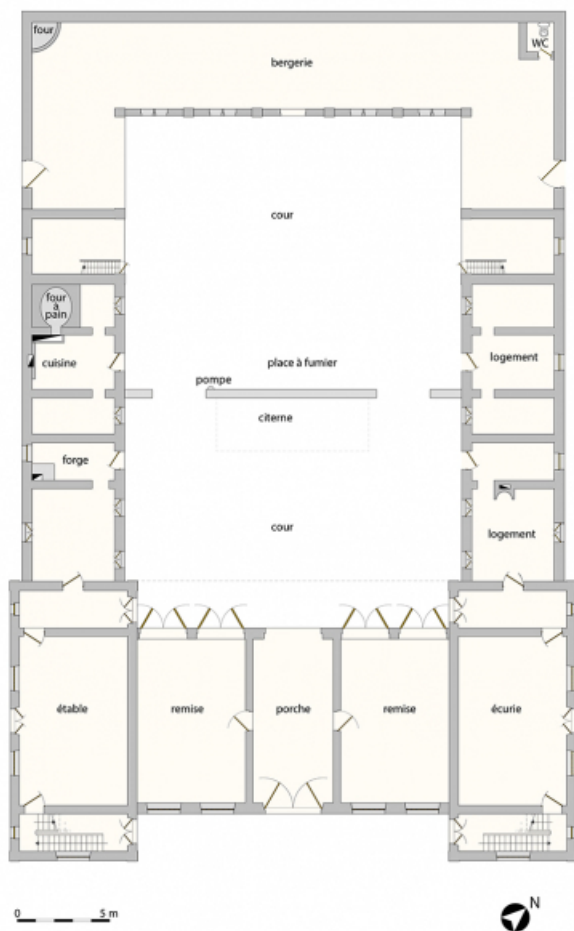 four
WC
bergerie
cour
four
à
pain
cuisine
place à fumier
logement
pompe
citerne
forge
cour
logement
étable
remise
porche
remise
écurie
0
5 m
N